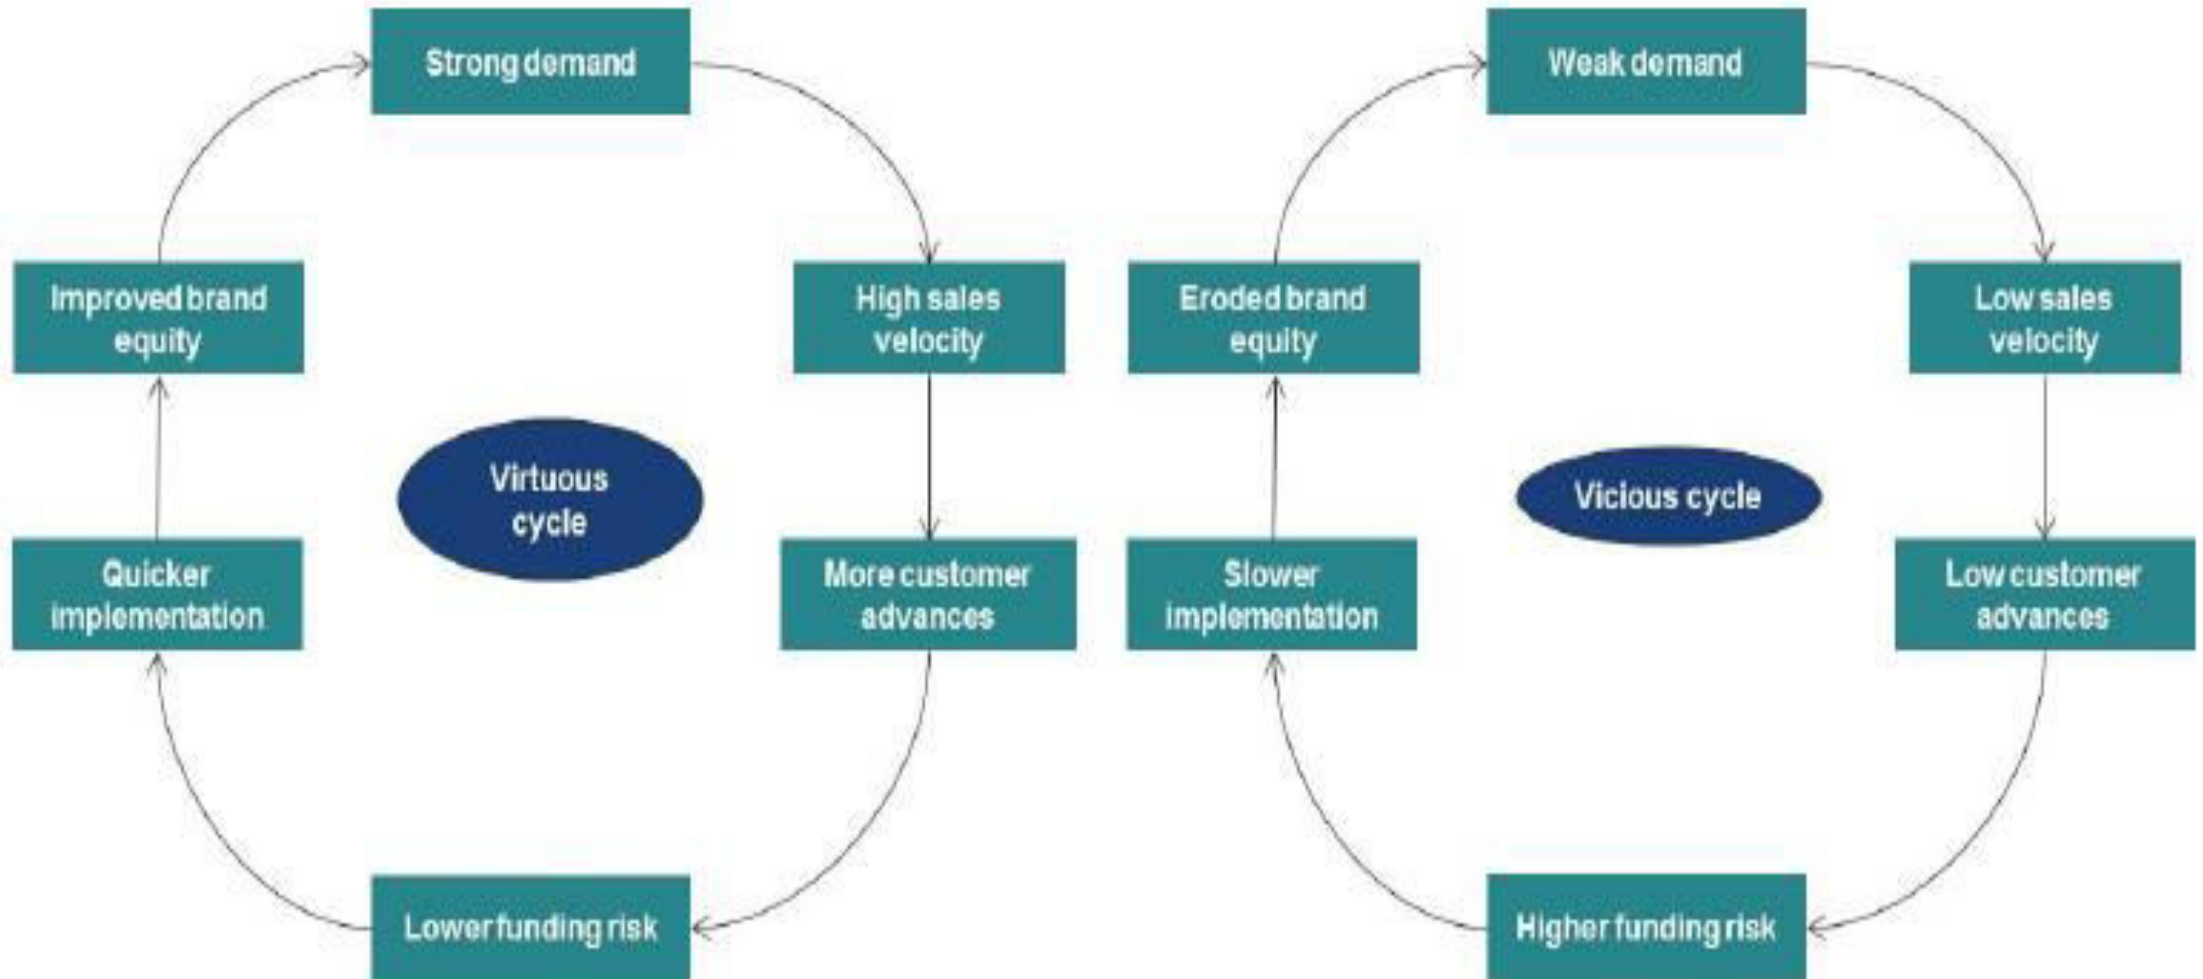 Strong demand
High sales
velocity
More customer
advances
Lower funding risk
Quicker
implementation
Improved brand
equity
Virtuous
cycle
Weak demand
Low sales
velocity
Low customer
advances
Higher funding risk
Slower
implementation
Eroded brand
equity
Vicious cycle